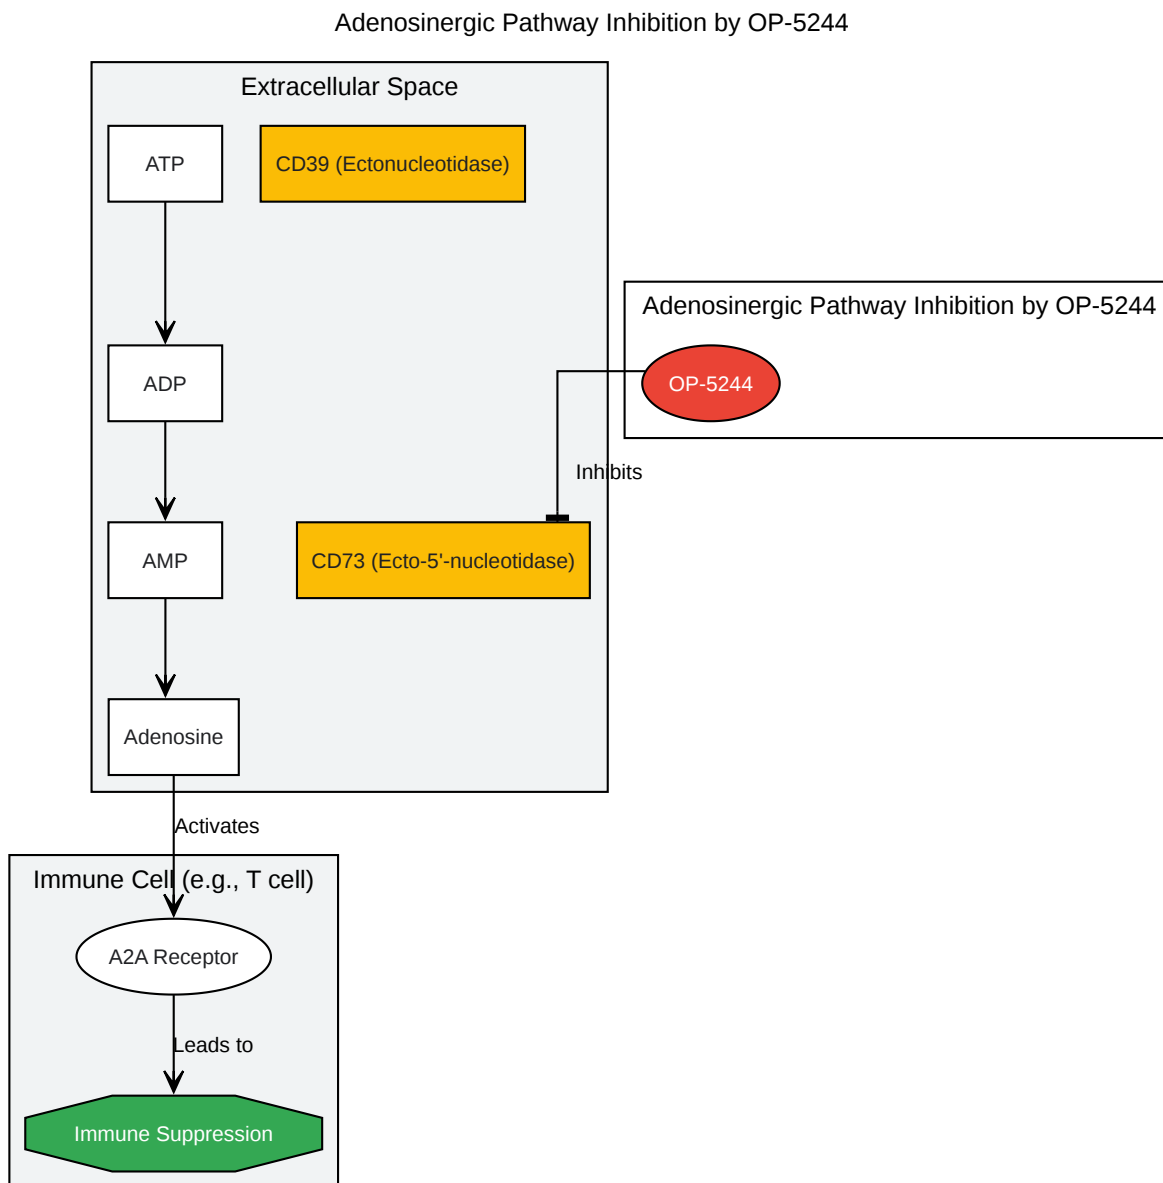 Adenosinergic Pathway Inhibition by OP-5244
Extracellular Space
ATP
CD39 (Ectonucleotidase)
Adenosinergic Pathway Inhibition by OP-5244
ADP
OP-5244
Inhibits
AMP
CD73 (Ecto-5'-nucleotidase)
Adenosine
Activates
Immune Cell (e.g., T cell)
A2A Receptor
Leads to
Immune Suppression